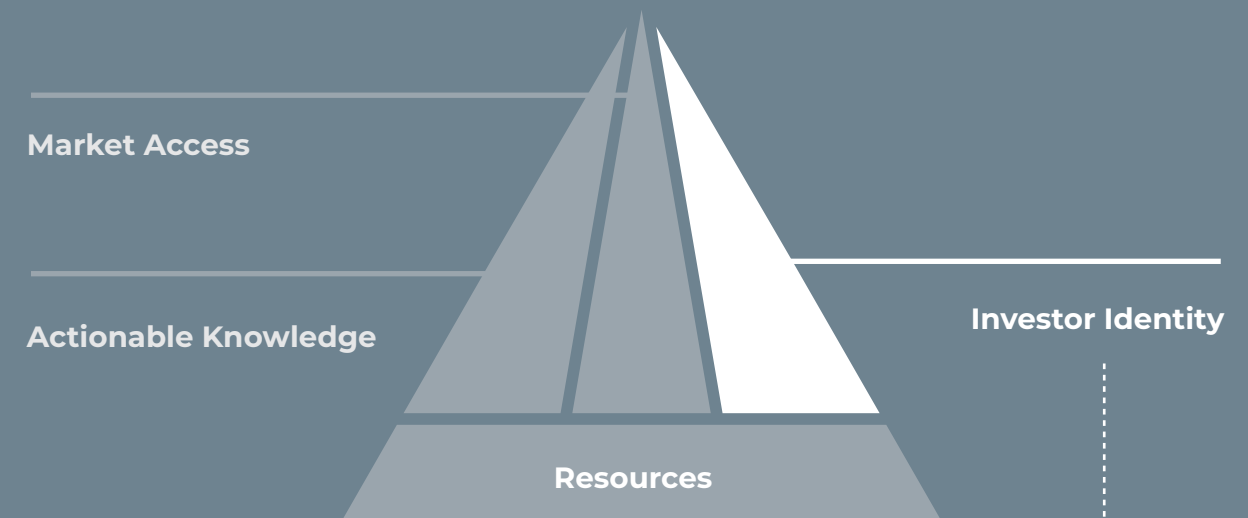 Market Access
Actionable Knowledge
Investor Identity
Resources